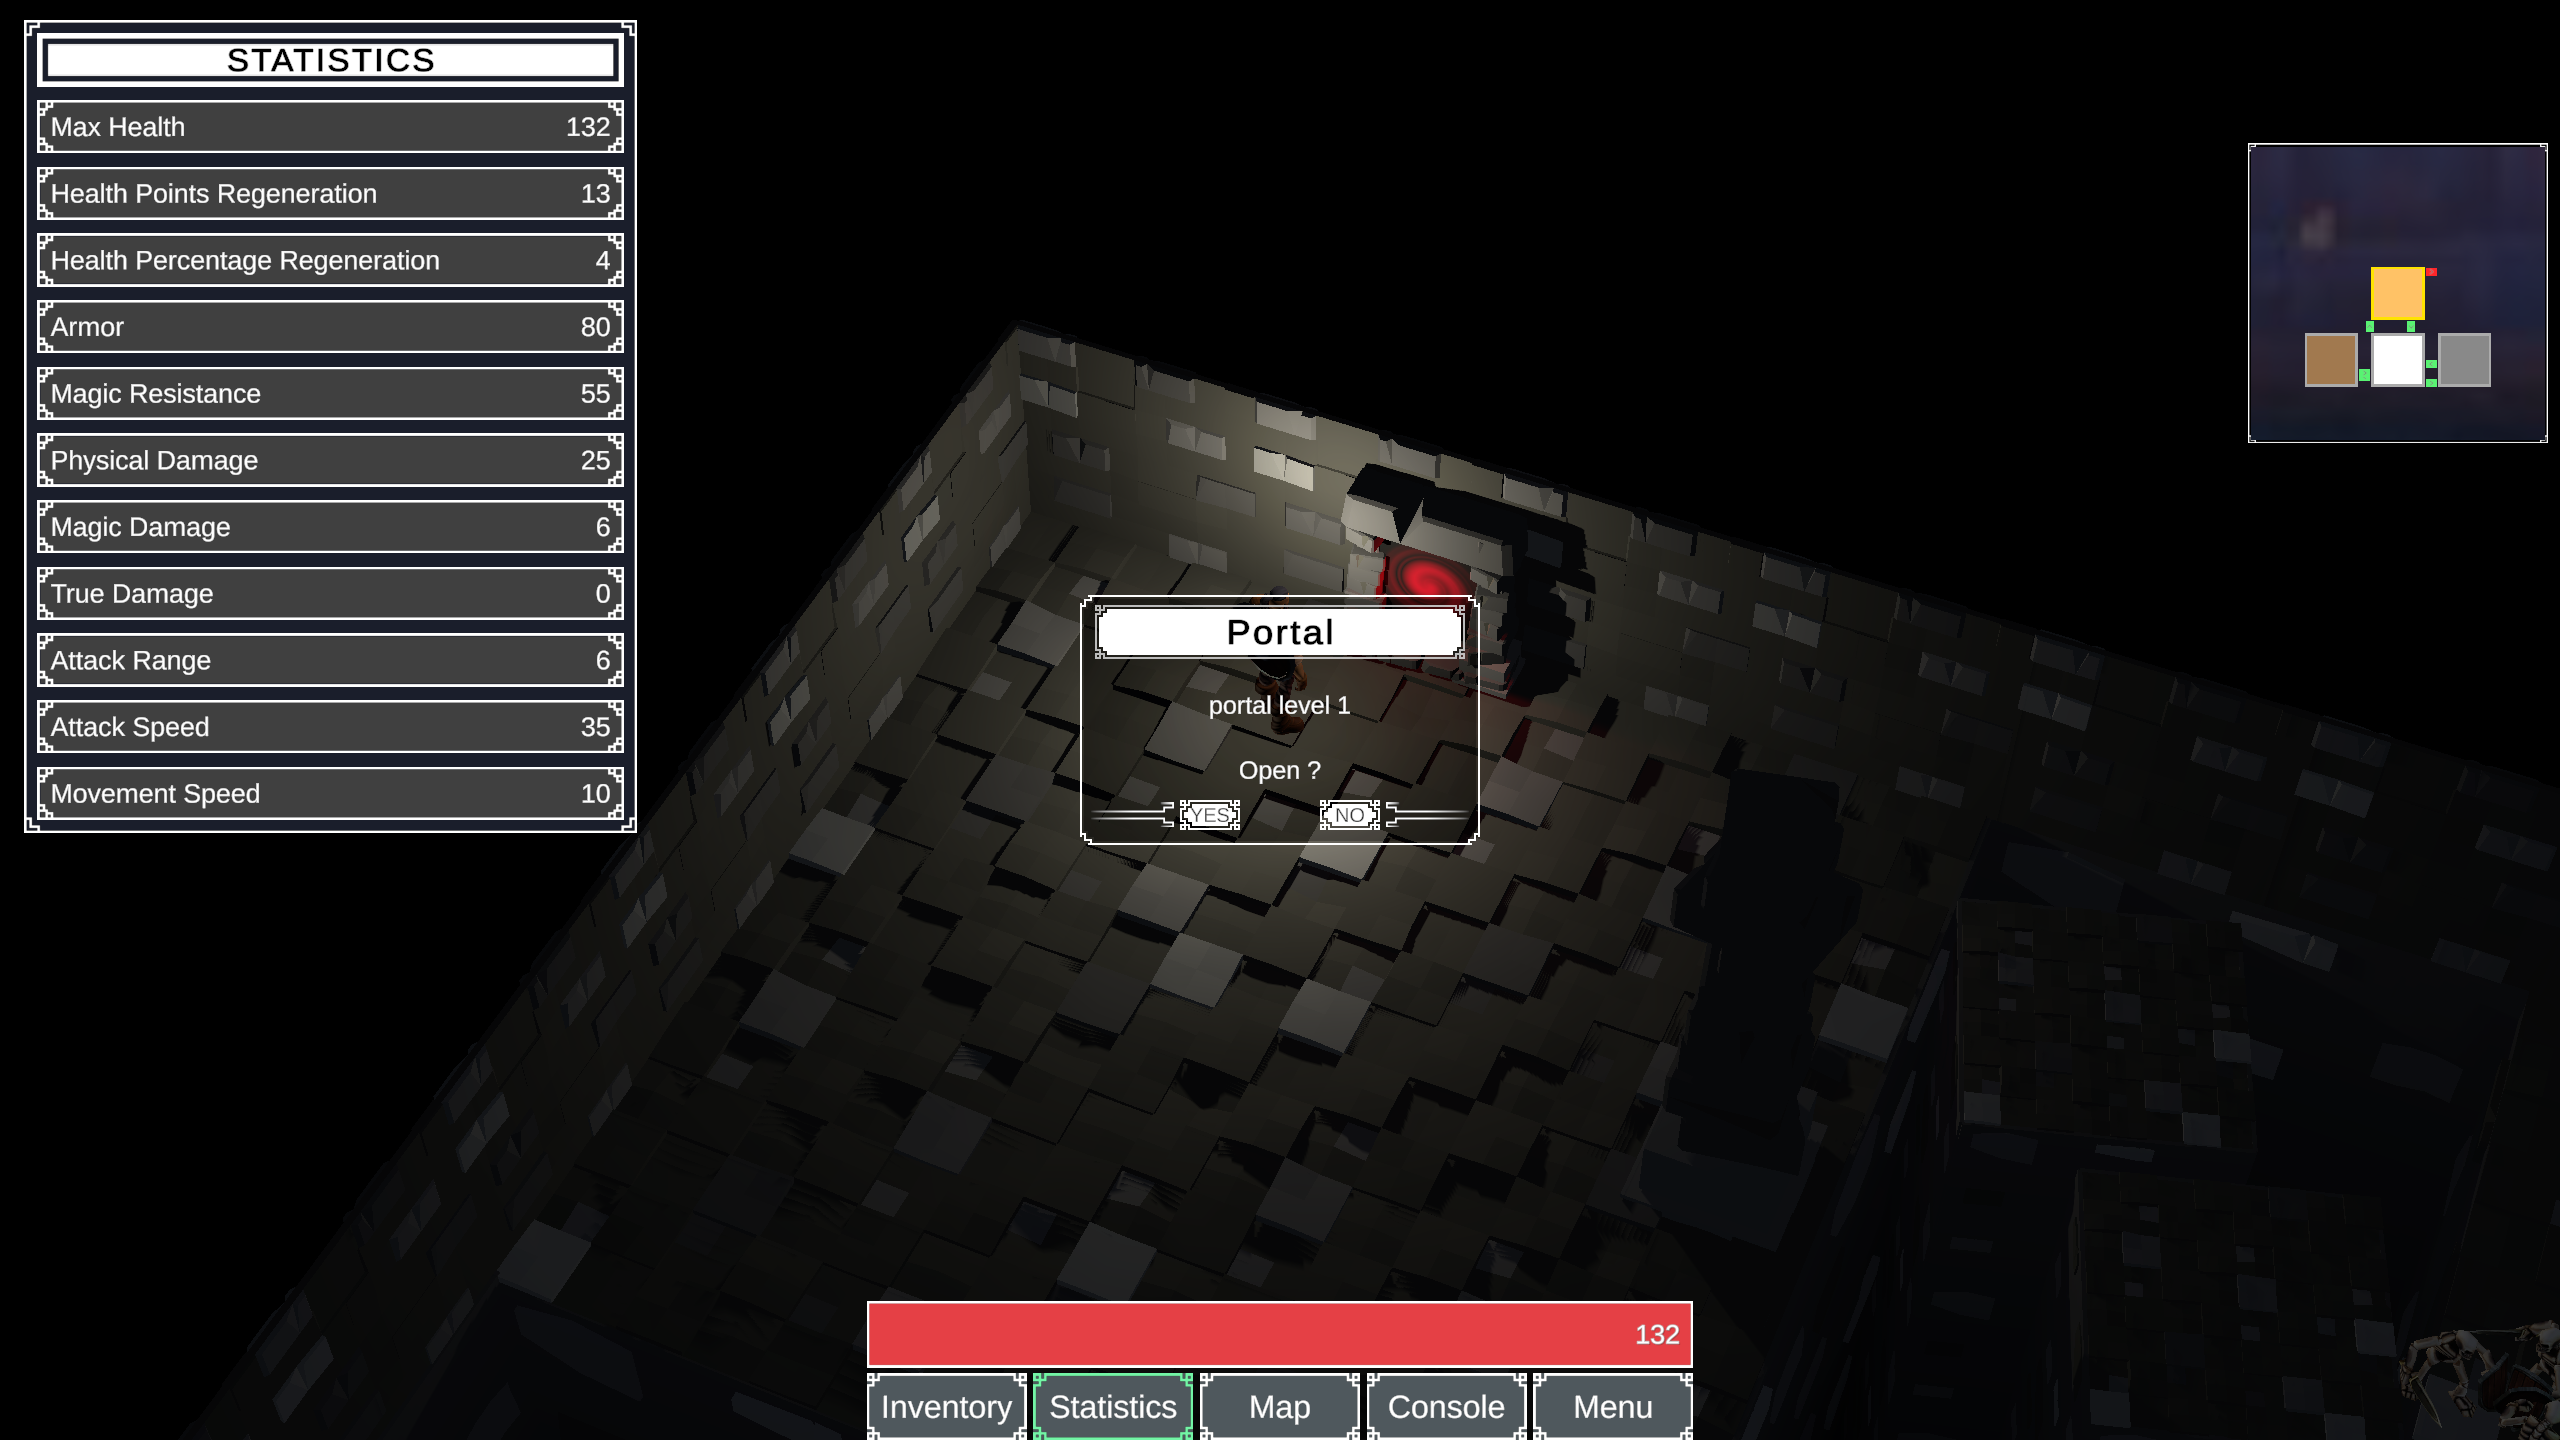 STATISTICS
Max Health 132
Health Points Regeneration 13
Health Percentage Regeneration 4
Armor 80
Magic Resistance 55
Physical Damage 25
Magic Damage 6
True Damage 0
Attack Range 6
Attack Speed 35
Movement Speed 10
Portal
portal level 1
Open ?
YES NO
132
Inventory Statistics Map Console Menu